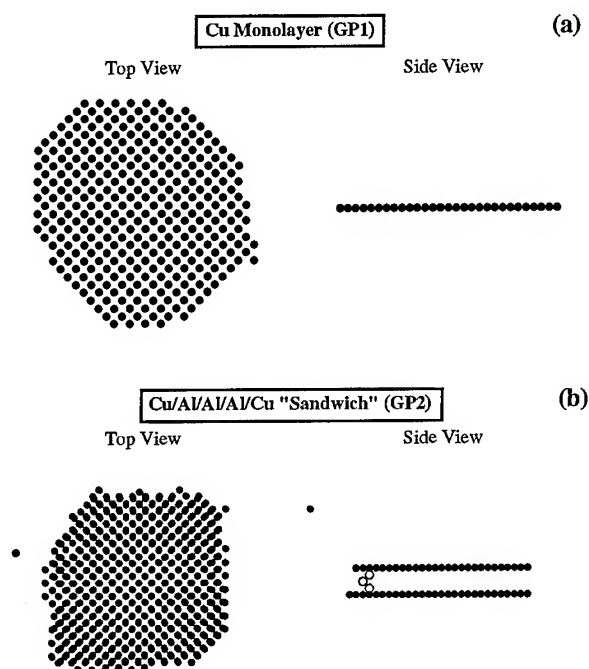 Cu Monolayer (GP1)
(a)
Top View
Side View
Cu/Al/Al/Al/Cu "Sandwich" (GP2)
(b)
Top View
Side View